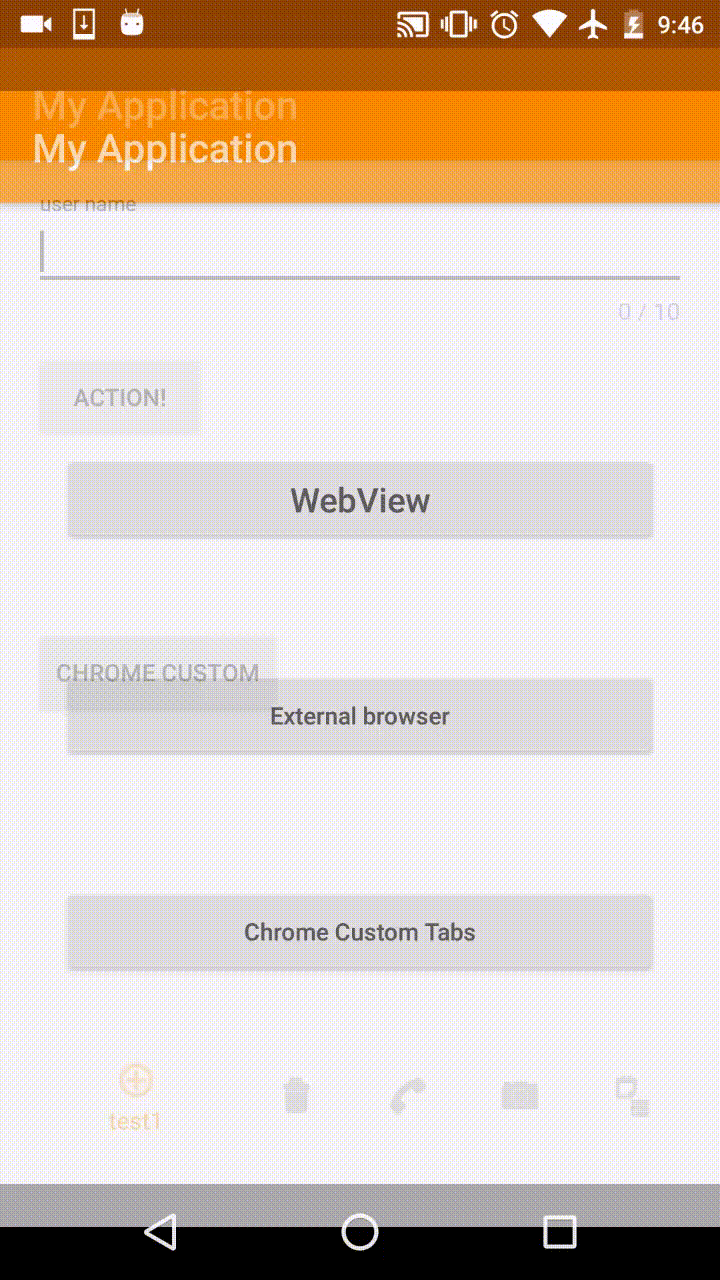 9:46
My Application
My Application
user name
0 / 10
ACTION!
WebView
CHROME CUSTOM
External browser
Chrome Custom Tabs
test1